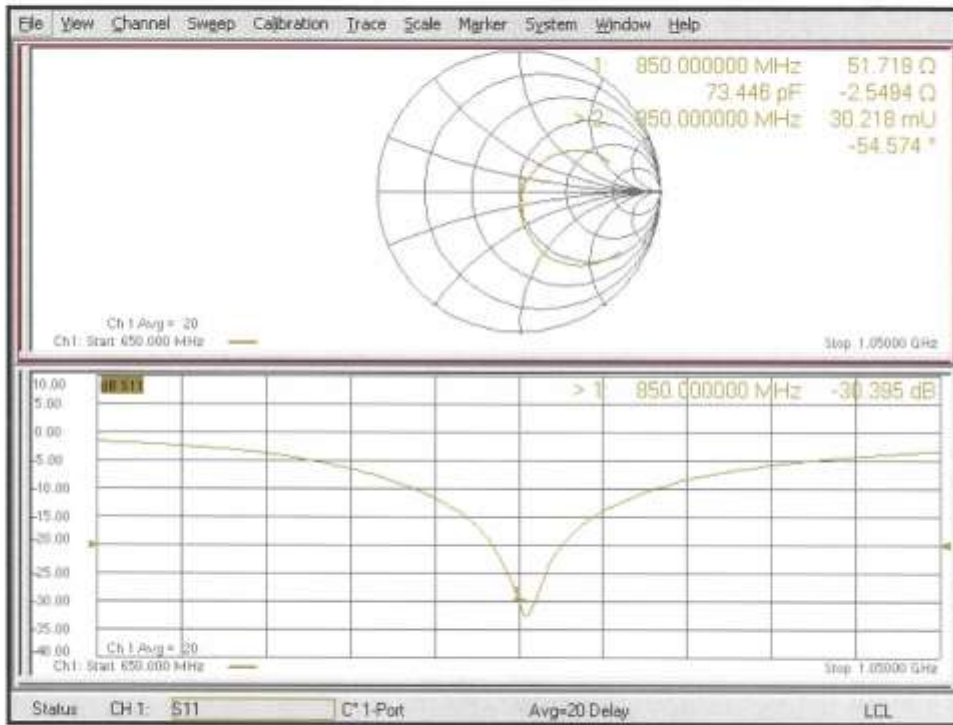 File View Channel Sweep Calibration Trace Scale Marker System Window Help
1: 850.000000 MHz 51.719 Ω
73.446 pF -2.5494 Ω
> 2: 850.000000 MHz 30.218 mU
-54.574 °
Ch 1 Avg = 20
Ch1: Start 650.000 MHz
Stop 1.05000 GHz
10.00
dB S11
> 1: 850.000000 MHz -30.395 dB
5.00
0.00
-5.00
-10.00
-15.00
-20.00
-25.00
-30.00
-35.00
-40.00
Ch 1 Avg = 20
Ch1: Start 650.000 MHz
Stop 1.05000 GHz
Status CH 1: S11 C* 1-Port Avg=20 Delay LCL